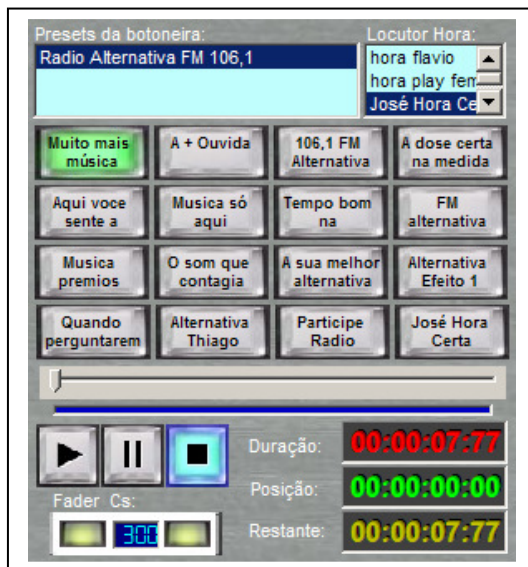 Presets da botoneira:
Locutor Hora:
Radio Alternativa FM 106,1
hora flavio
hora play fem
José Hora Ce
Muito mais
música
A + Ouvida
106,1 FM
Alternativa
A dose certa
na medida
Aqui voce
sente a
Musica só
aqui
Tempo bom
na
FM
alternativa
Musica
premios
O som que
contagia
A sua melhor
alternativa
Alternativa
Efeito 1
Quando
perguntarem
Alternativa
Thiago
Participe
Radio
José Hora
Certa
Duração:
00:00:07:77
Posição:
00:00:00:00
Fader Cs:
300
Restante:
00:00:07:77